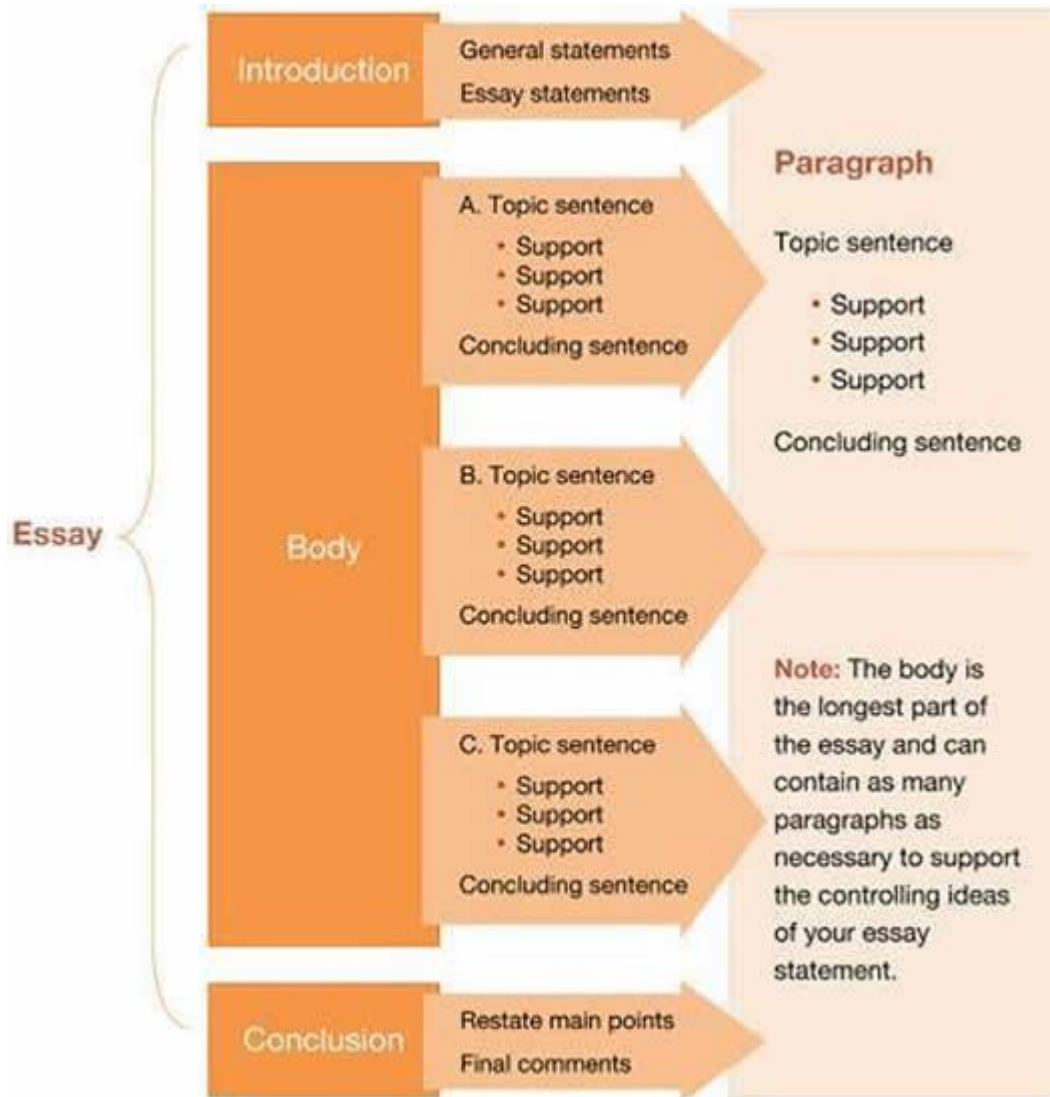 Essay
Introduction
General statements
Essay statements
Body
A. Topic sentence
• Support
• Support
• Support
Concluding sentence
B. Topic sentence
• Support
• Support
• Support
Concluding sentence
C. Topic sentence
• Support
• Support
• Support
Concluding sentence
Conclusion
Restate main points
Final comments
Paragraph
Topic sentence
• Support
• Support
• Support
Concluding sentence
Note: The body is
the longest part of
the essay and can
contain as many
paragraphs as
necessary to support
the controlling ideas
of your essay
statement.